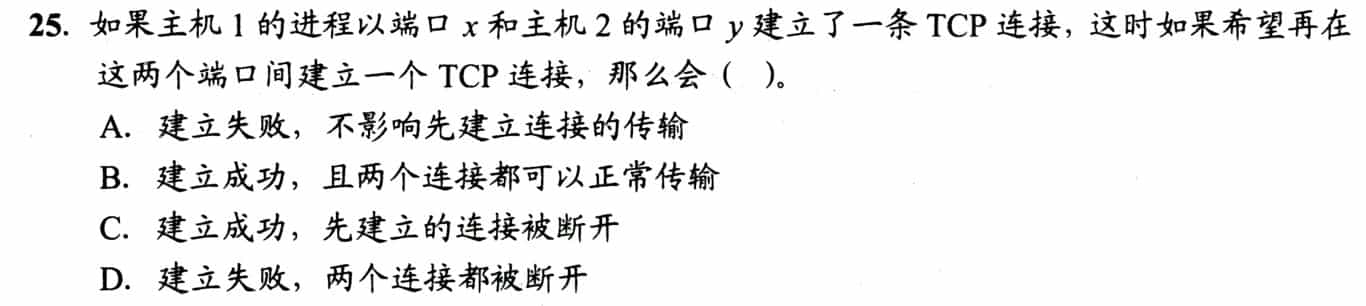 25. 如果主机 1 的进程以端口 x 和主机 2 的端口 y 建立了一条 TCP 连接，这时如果希望再在
这两个端口间建立一个 TCP 连接，那么会（ ）。
A. 建立失败，不影响先建立连接的传输
B. 建立成功，且两个连接都可以正常传输
C. 建立成功，先建立的连接被断开
D. 建立失败，两个连接都被断开